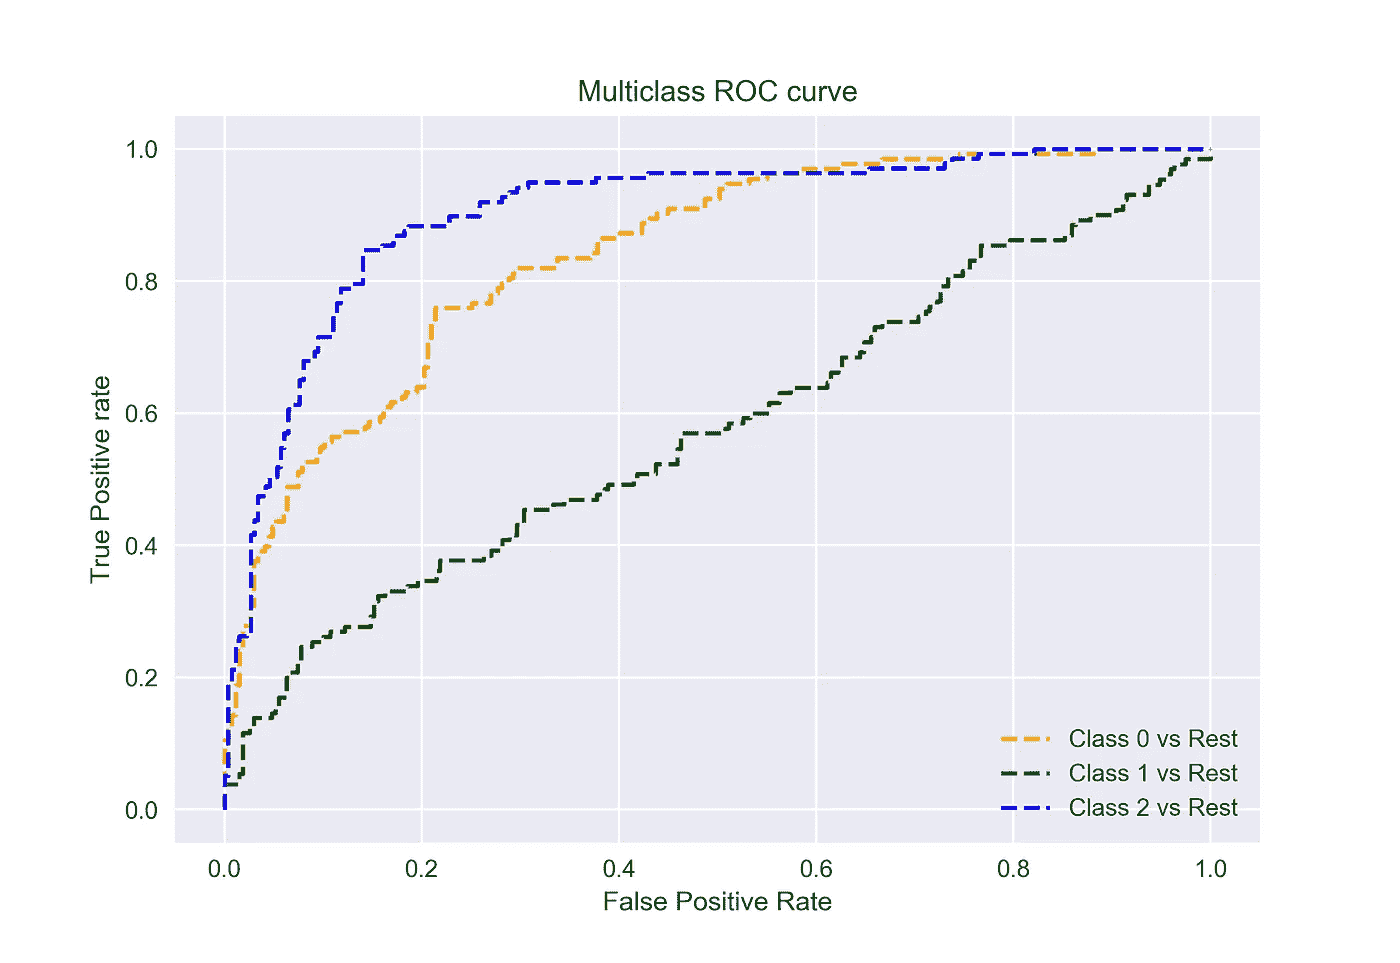 Multiclass ROC curve
1.0
0.8
0.6
0.4
0.2
0.0
True Positive rate
Class 0 vs Rest
Class 1 vs Rest
Class 2 vs Rest
0.0 0.2 0.4 0.6 0.8 1.0
False Positive Rate